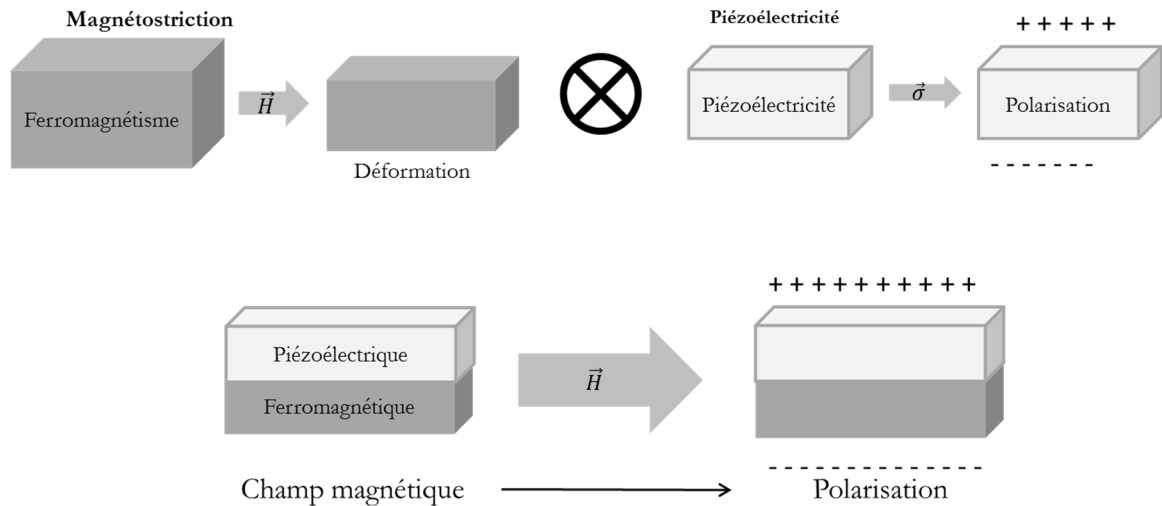 Magnétostriction
Piézoélectricité
+ + + + +
Ferromagnétisme
H⃗
Piézoélectricité
σ⃗
Polarisation
Déformation
- - - - - - -
+ + + + + + + + + +
Piézoélectrique
H⃗
Ferromagnétique
- - - - - - - - - - - - - - -
Champ magnétique
Polarisation